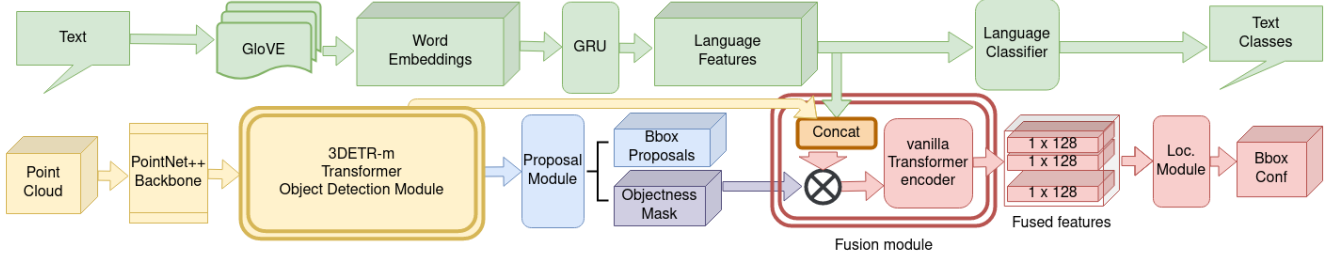 Text
GloVE
Word
Embeddings
GRU
Language
Features
Language
Classifier
Text
Classes
Point
Cloud
PointNet++
Backbone
3DETR-m
Transformer
Object Detection Module
Proposal
Module
Bbox
Proposals
Objectness
Mask
Concat
vanilla
Transformer
encoder
Fusion module
1 x 128
1 x 128
1 x 128
Fused features
Loc.
Module
Bbox
Conf